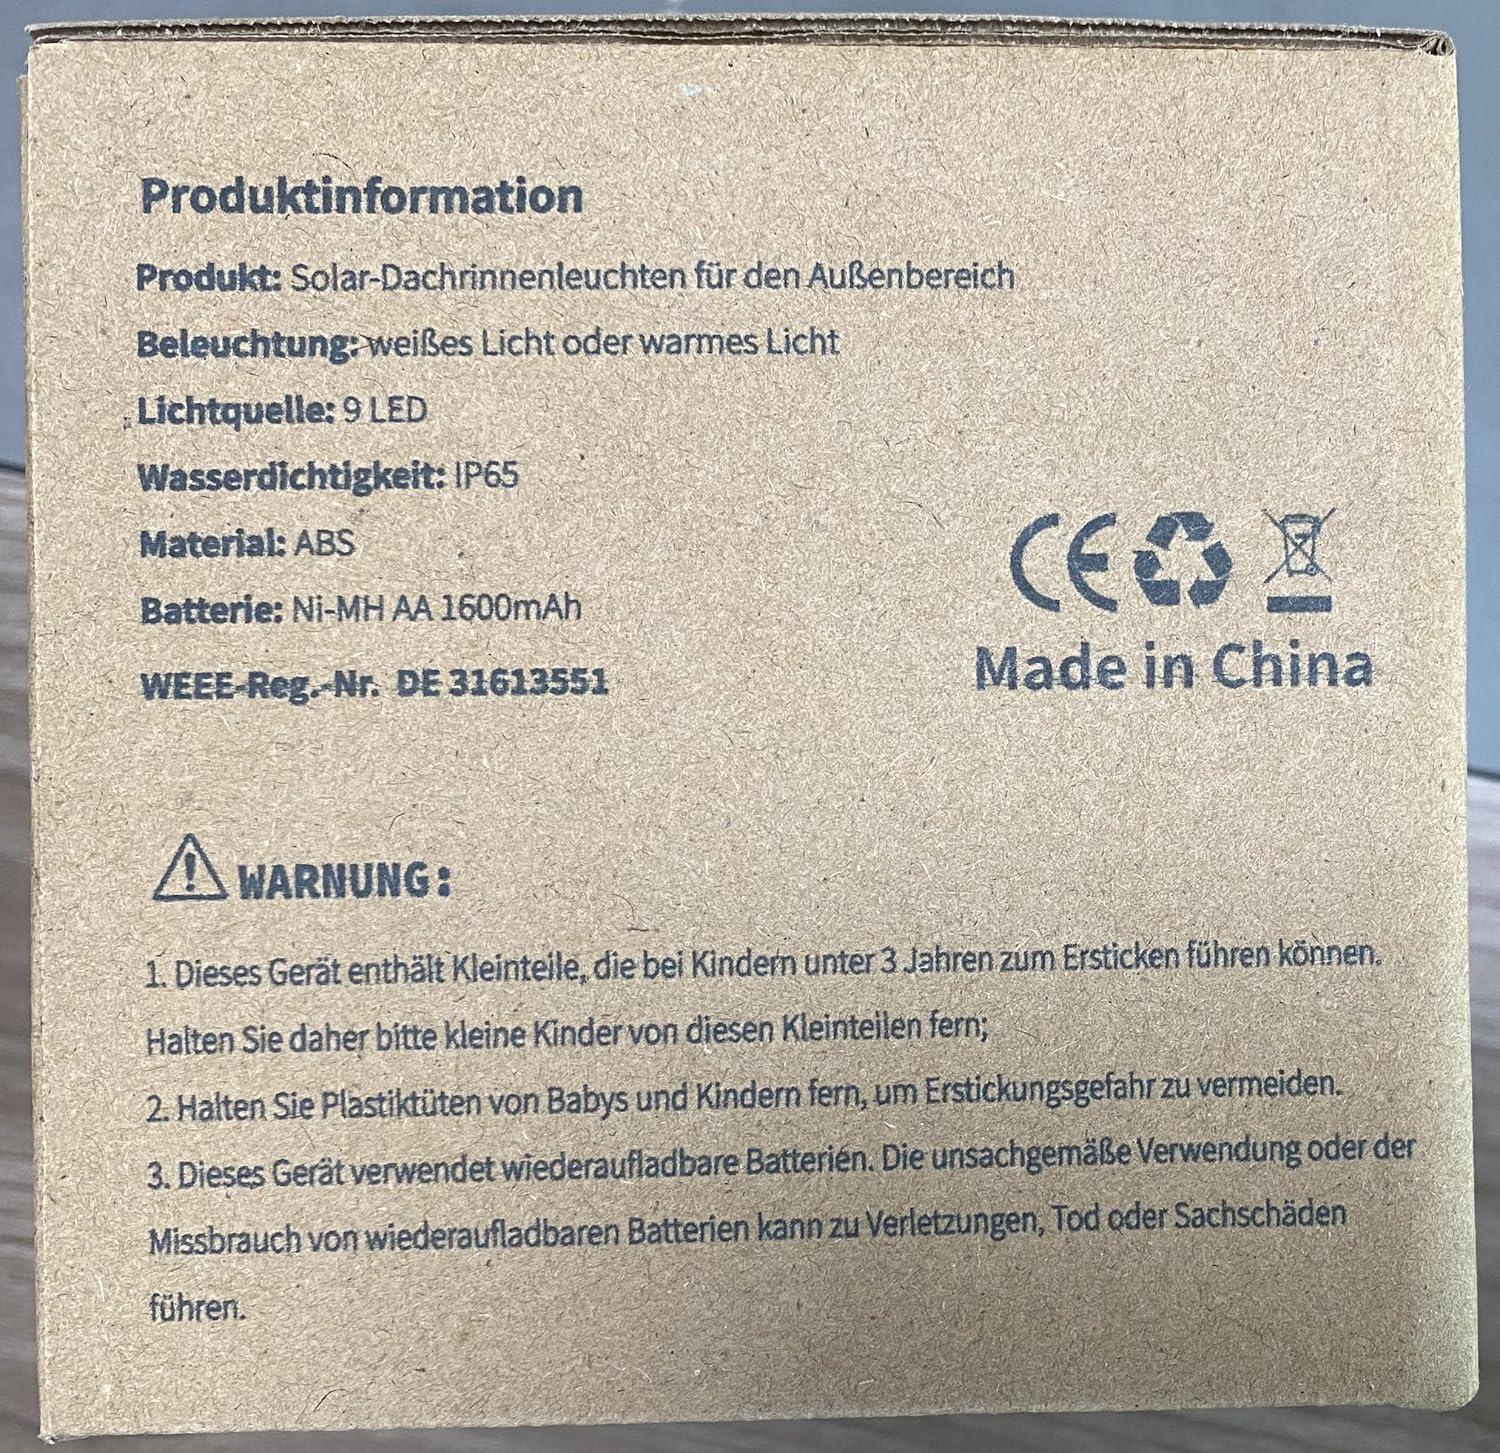 Produktinformation
Produkt: Solar-Dachrinnenleuchten für den Außenbereich
Beleuchtung: weißes Licht oder warmes Licht
Lichtquelle: 9 LED
Wasserdichtigkeit: IP65
Material: ABS
Batterie: Ni-MH AA 1600mAh
WEEE-Reg.-Nr. DE 31613551
CE
Made in China
WARNUNG:
1. Dieses Gerät enthält Kleinteile, die bei Kindern unter 3 Jahren zum Ersticken führen können.
Halten Sie daher bitte kleine Kinder von diesen Kleinteilen fern;
2. Halten Sie Plastiktüten von Babys und Kindern fern, um Erstickungsgefahr zu vermeiden.
3. Dieses Gerät verwendet wiederaufladbare Batterien. Die unsachgemäße Verwendung oder der
Missbrauch von wiederaufladbaren Batterien kann zu Verletzungen, Tod oder Sachschäden
führen.